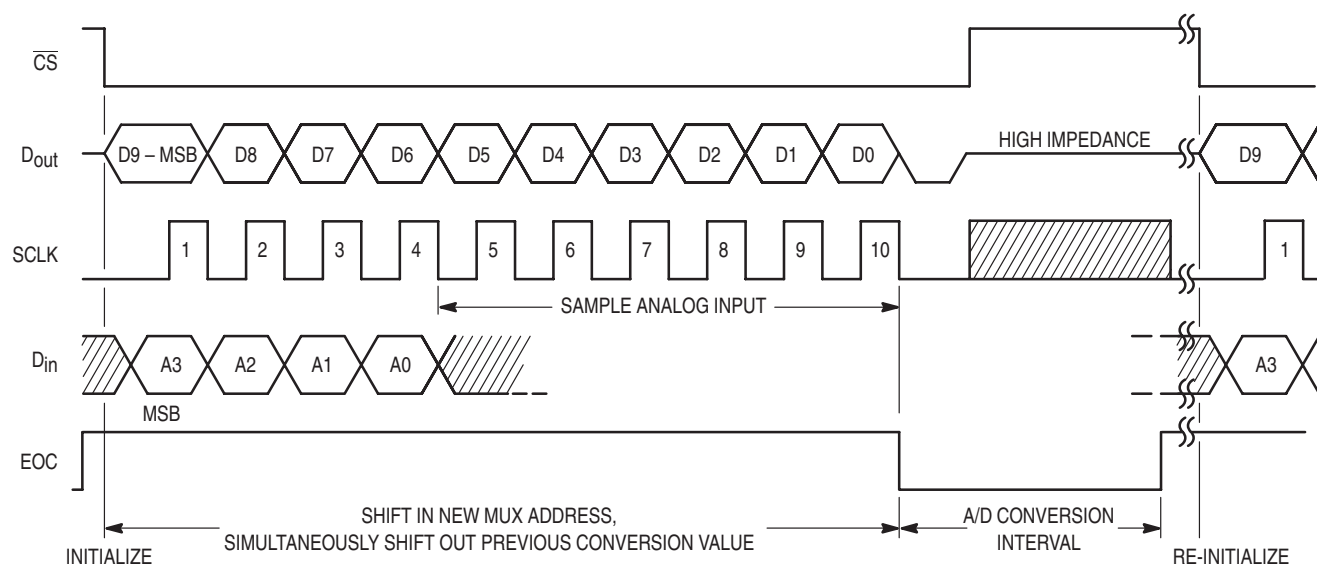 CS
Dout
D9 – MSB D8 D7 D6 D5 D4 D3 D2 D1 D0
HIGH IMPEDANCE
D9
SCLK
1 2 3 4 5 6 7 8 9 10 1
SAMPLE ANALOG INPUT
Din
A3 A2 A1 A0 A3
MSB
EOC
SHIFT IN NEW MUX ADDRESS,
SIMULTANEOUSLY SHIFT OUT PREVIOUS CONVERSION VALUE
A/D CONVERSION
INTERVAL
INITIALIZE
RE-INITIALIZE